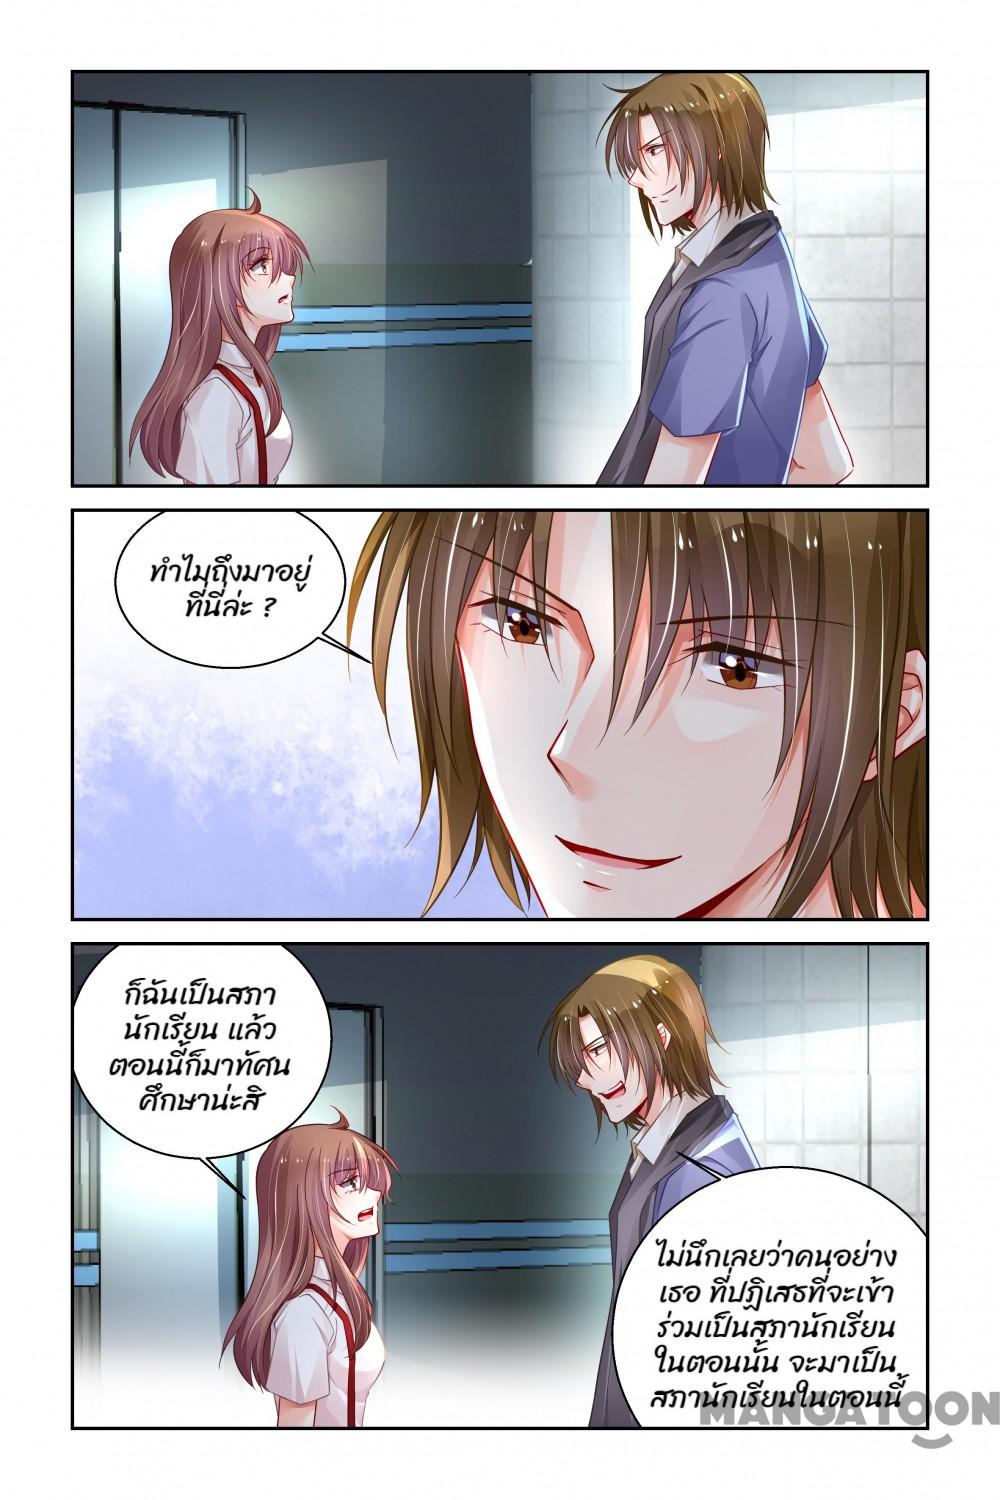 ทำไมถึงมาอยู่
ที่นี่ล่ะ ?
ก็ฉันเป็นสภา
นักเรียน แล้ว
ตอนนี้ก็มาทัศน
ศึกษาน่ะสิ
ไม่นึกเลยว่าคนอย่าง
เธอ ที่ปฏิเสธที่จะเข้า
ร่วมเป็นสภานักเรียน
ในตอนนั้น จะมาเป็น
สภานักเรียนในตอนนี้
MANGATOON